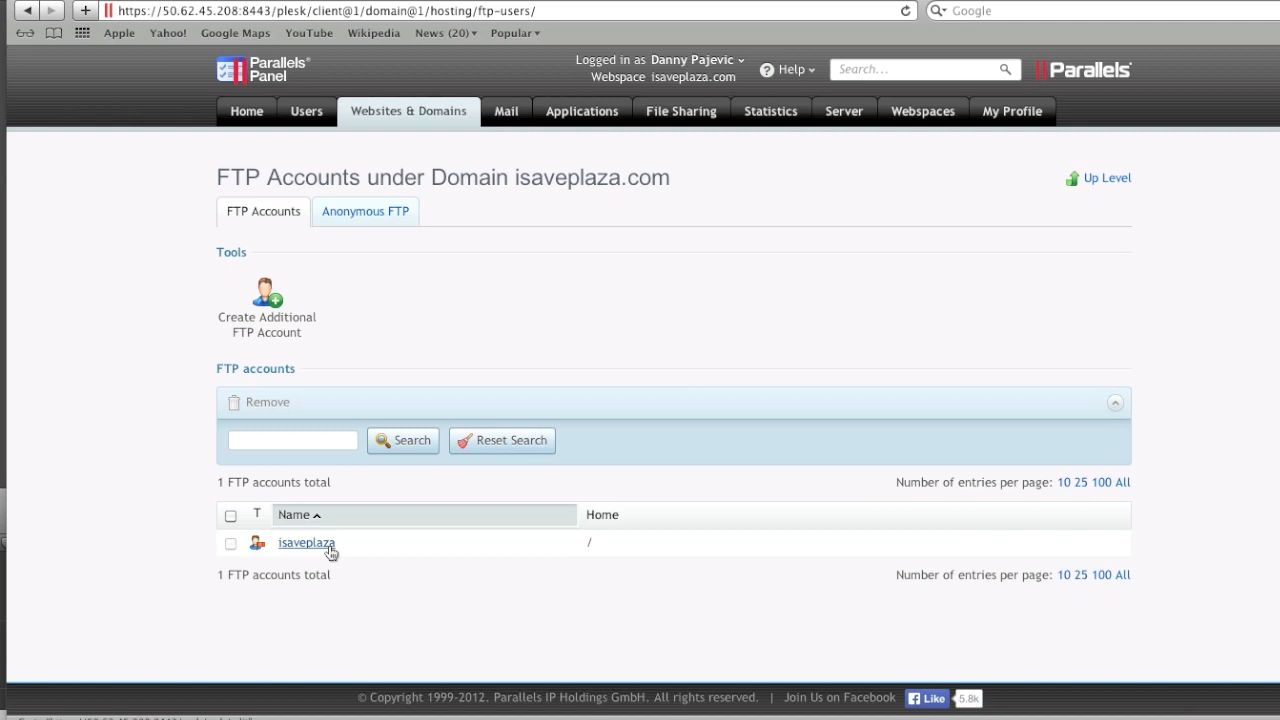 https://50.62.45.208:8443/plesk/client@1/domain@1/hosting/ftp-users/
Google
Apple Yahoo! Google Maps YouTube Wikipedia News (20) Popular
Parallels® Panel
Logged in as Danny Pajevic
Webspace isaveplaza.com
Help
Search...
Parallels®
Home Users Websites & Domains Mail Applications File Sharing Statistics Server Webspaces My Profile
FTP Accounts under Domain isaveplaza.com
Up Level
FTP Accounts Anonymous FTP
Tools
Create Additional
FTP Account
FTP accounts
Remove
Search Reset Search
1 FTP accounts total Number of entries per page: 10 25 100 All
T Name Home
isaveplaza /
1 FTP accounts total Number of entries per page: 10 25 100 All
© Copyright 1999-2012. Parallels IP Holdings GmbH. All rights reserved. | Join Us on Facebook Like 5.8k